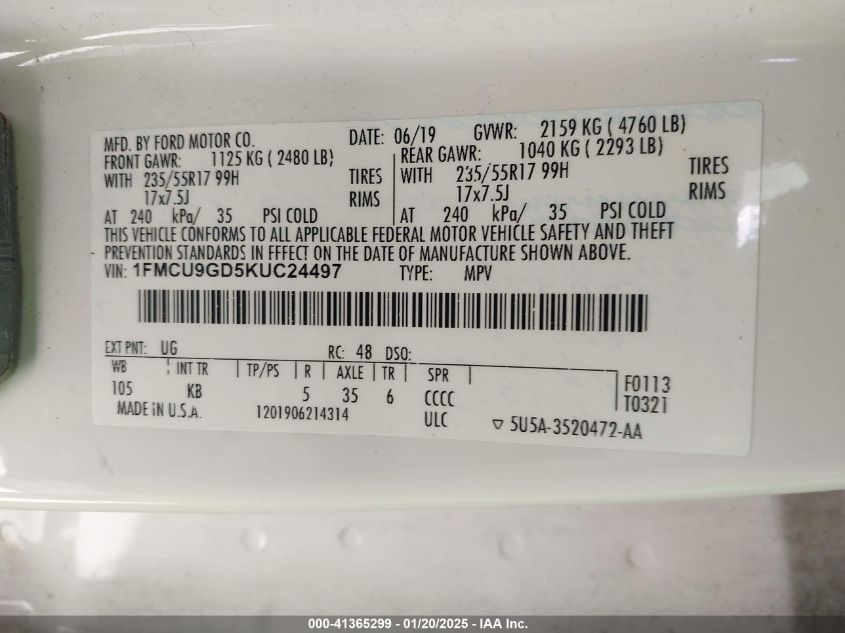 MFD. BY FORD MOTOR CO. DATE: 06/19 GVWR: 2159 KG ( 4760 LB)
FRONT GAWR: 1125 KG ( 2480 LB) REAR GAWR: 1040 KG ( 2293 LB)
WITH 235/55R17 99H TIRES WITH 235/55R17 99H TIRES
17x7.5J RIMS 17x7.5J RIMS
AT 240 kPa/ 35 PSI COLD AT 240 kPa/ 35 PSI COLD
THIS VEHICLE CONFORMS TO ALL APPLICABLE FEDERAL MOTOR VEHICLE SAFETY AND THEFT
PREVENTION STANDARDS IN EFFECT ON THE DATE OF MANUFACTURE SHOWN ABOVE.
VIN: 1FMCU9GD5KUC24497 TYPE: MPV
EXT PNT: UG RC: 48 DSO:
WB INT TR TP/PS R AXLE TR SPR F0113
105 KB 5 35 6 CCCC T0321
MADE IN U.S.A. 1201906214314 ULC ▽ 5U5A-3520472-AA
000-41365299 - 01/20/2025 - IAA Inc.